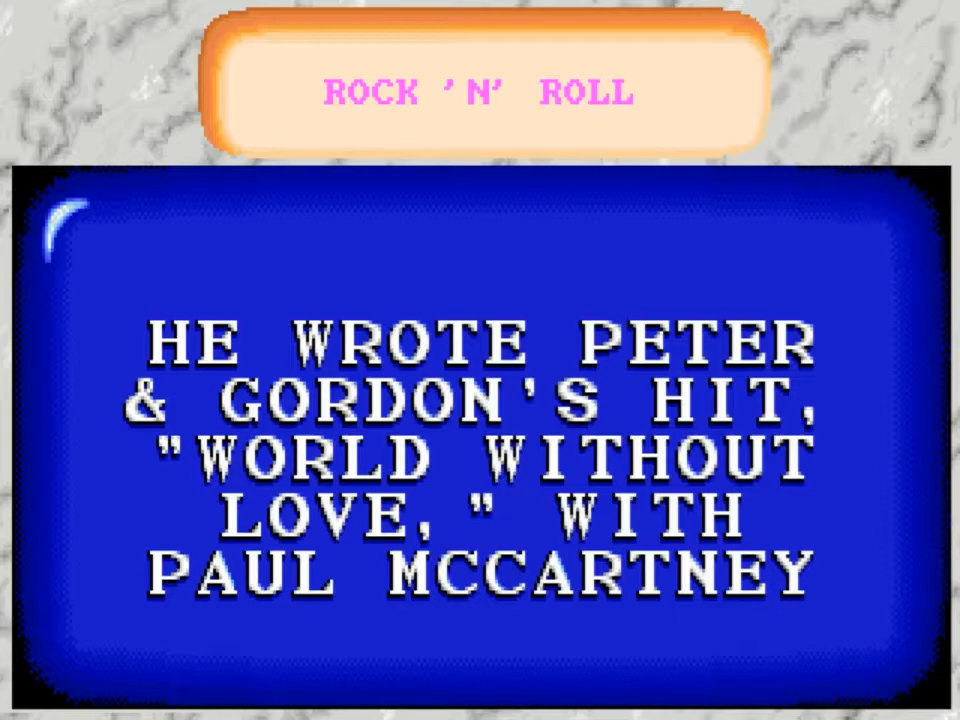 ROCK 'N' ROLL
HE WROTE PETER
& GORDON'S HIT,
"WORLD WITHOUT
LOVE," WITH
PAUL MCCARTNEY